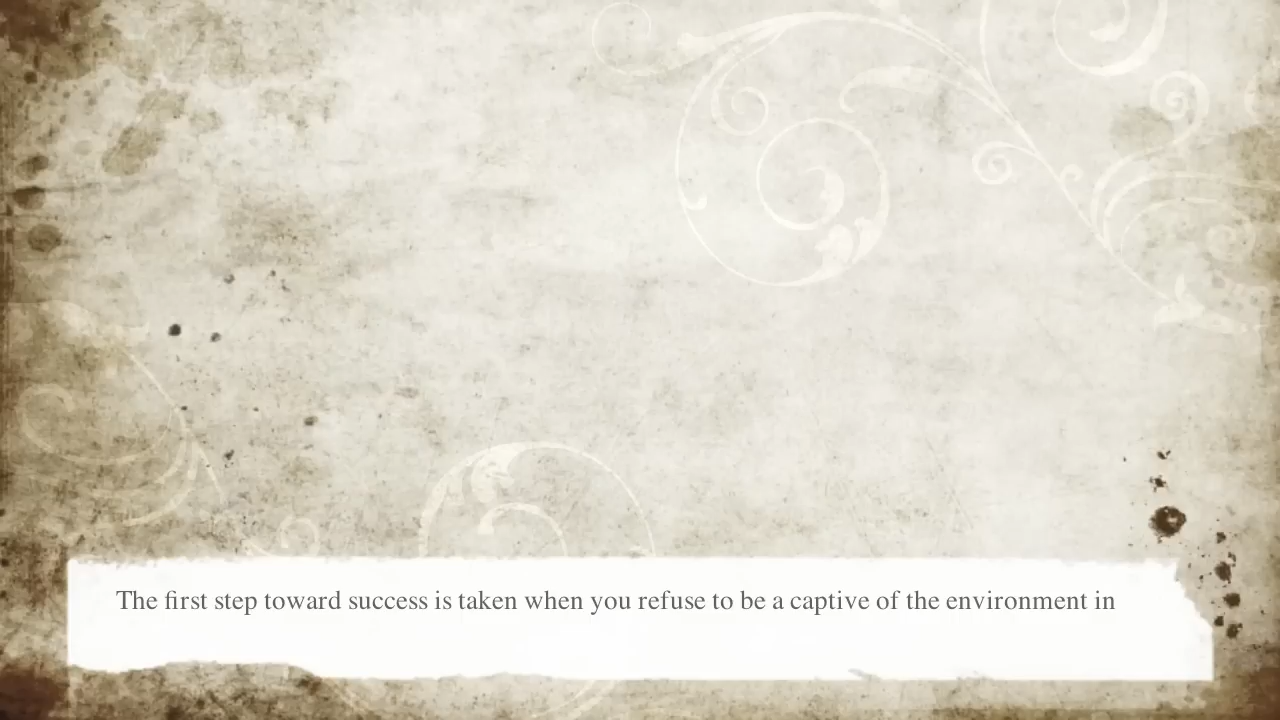 The first step toward success is taken when you refuse to be a captive of the environment in